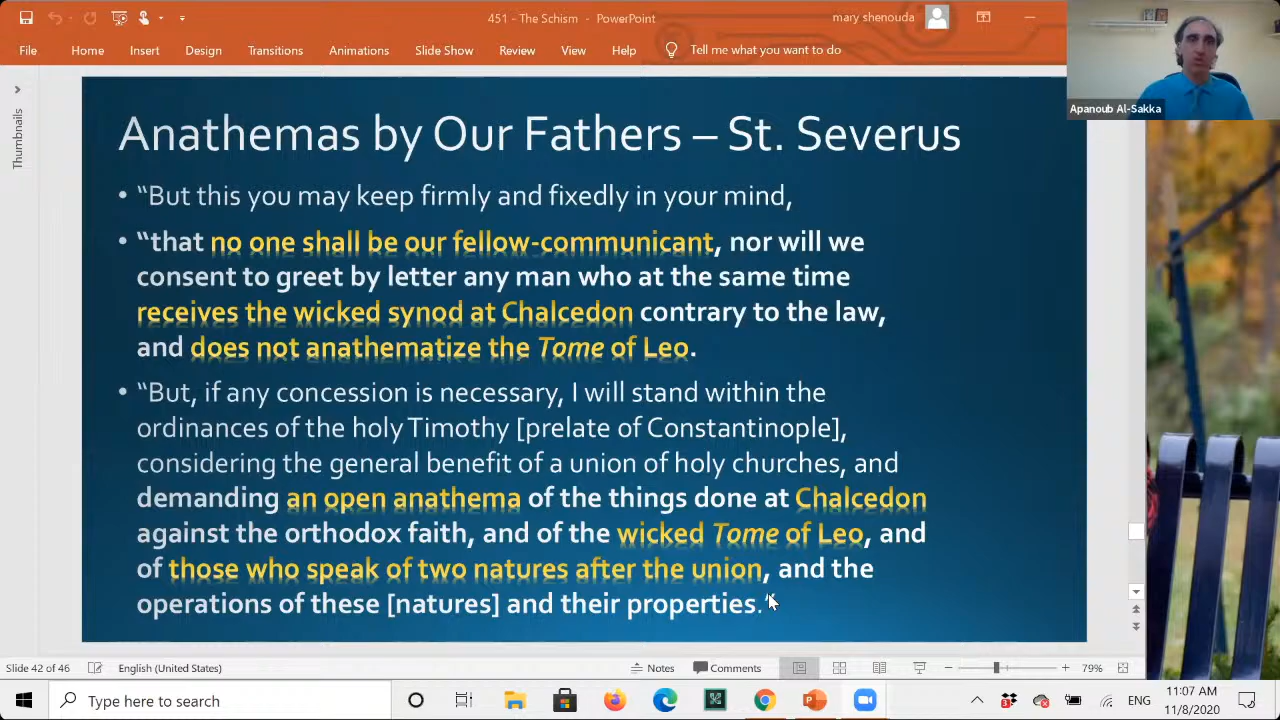 451 - The Schism - PowerPoint
mary shenouda
File Home Insert Design Transitions Animations Slide Show Review View Help Tell me what you want to do
Apanoub Al-Sakka
Thumbnails
Anathemas by Our Fathers – St. Severus
• “But this you may keep firmly and fixedly in your mind,
• “that no one shall be our fellow-communicant, nor will we
consent to greet by letter any man who at the same time
receives the wicked synod at Chalcedon contrary to the law,
and does not anathematize the Tome of Leo.
• “But, if any concession is necessary, I will stand within the
ordinances of the holy Timothy [prelate of Constantinople],
considering the general benefit of a union of holy churches, and
demanding an open anathema of the things done at Chalcedon
against the orthodox faith, and of the wicked Tome of Leo, and
of those who speak of two natures after the union, and the
operations of these [natures] and their properties.“
Slide 42 of 46 English (United States) Notes Comments 79%
Type here to search
3
ENG
11:07 AM
11/8/2020